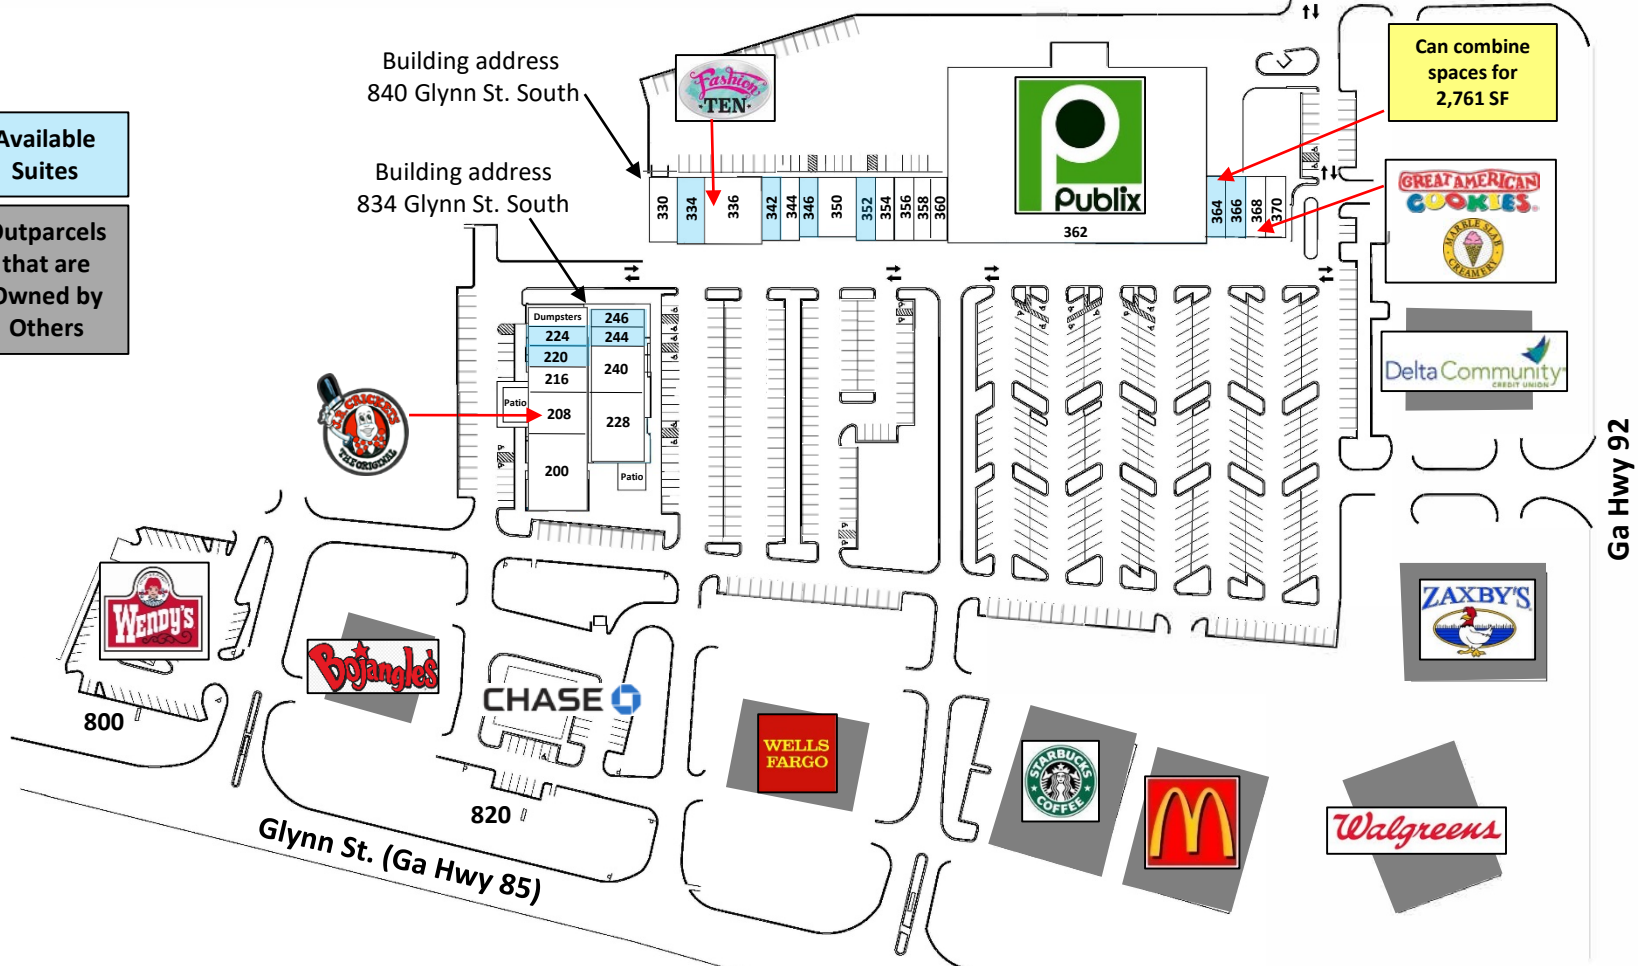 Building address
840 Glynn St. South
Fashion
TEN
Publix
Can combine
spaces for
2,761 SF
Available
Suites
Outparcels
that are
Owned by
Others
Building address
834 Glynn St. South
330
334
336
342
344
346
350
352
354
356
358
360
362
364
366
368
370
GREAT AMERICAN
COOKIES
MARBLE SLAB
CREAMERY
Dumpsters
246
224
244
220
240
216
Patio
208
228
200
Patio
J.R. CRICKETS
THE ORIGINAL
Delta Community
CREDIT UNION
Ga Hwy 92
WENDY'S
800
Bojangles'
CHASE
820
WELLS
FARGO
STARBUCKS
COFFEE
ZAXBY'S
Walgreens
Glynn St. (Ga Hwy 85)